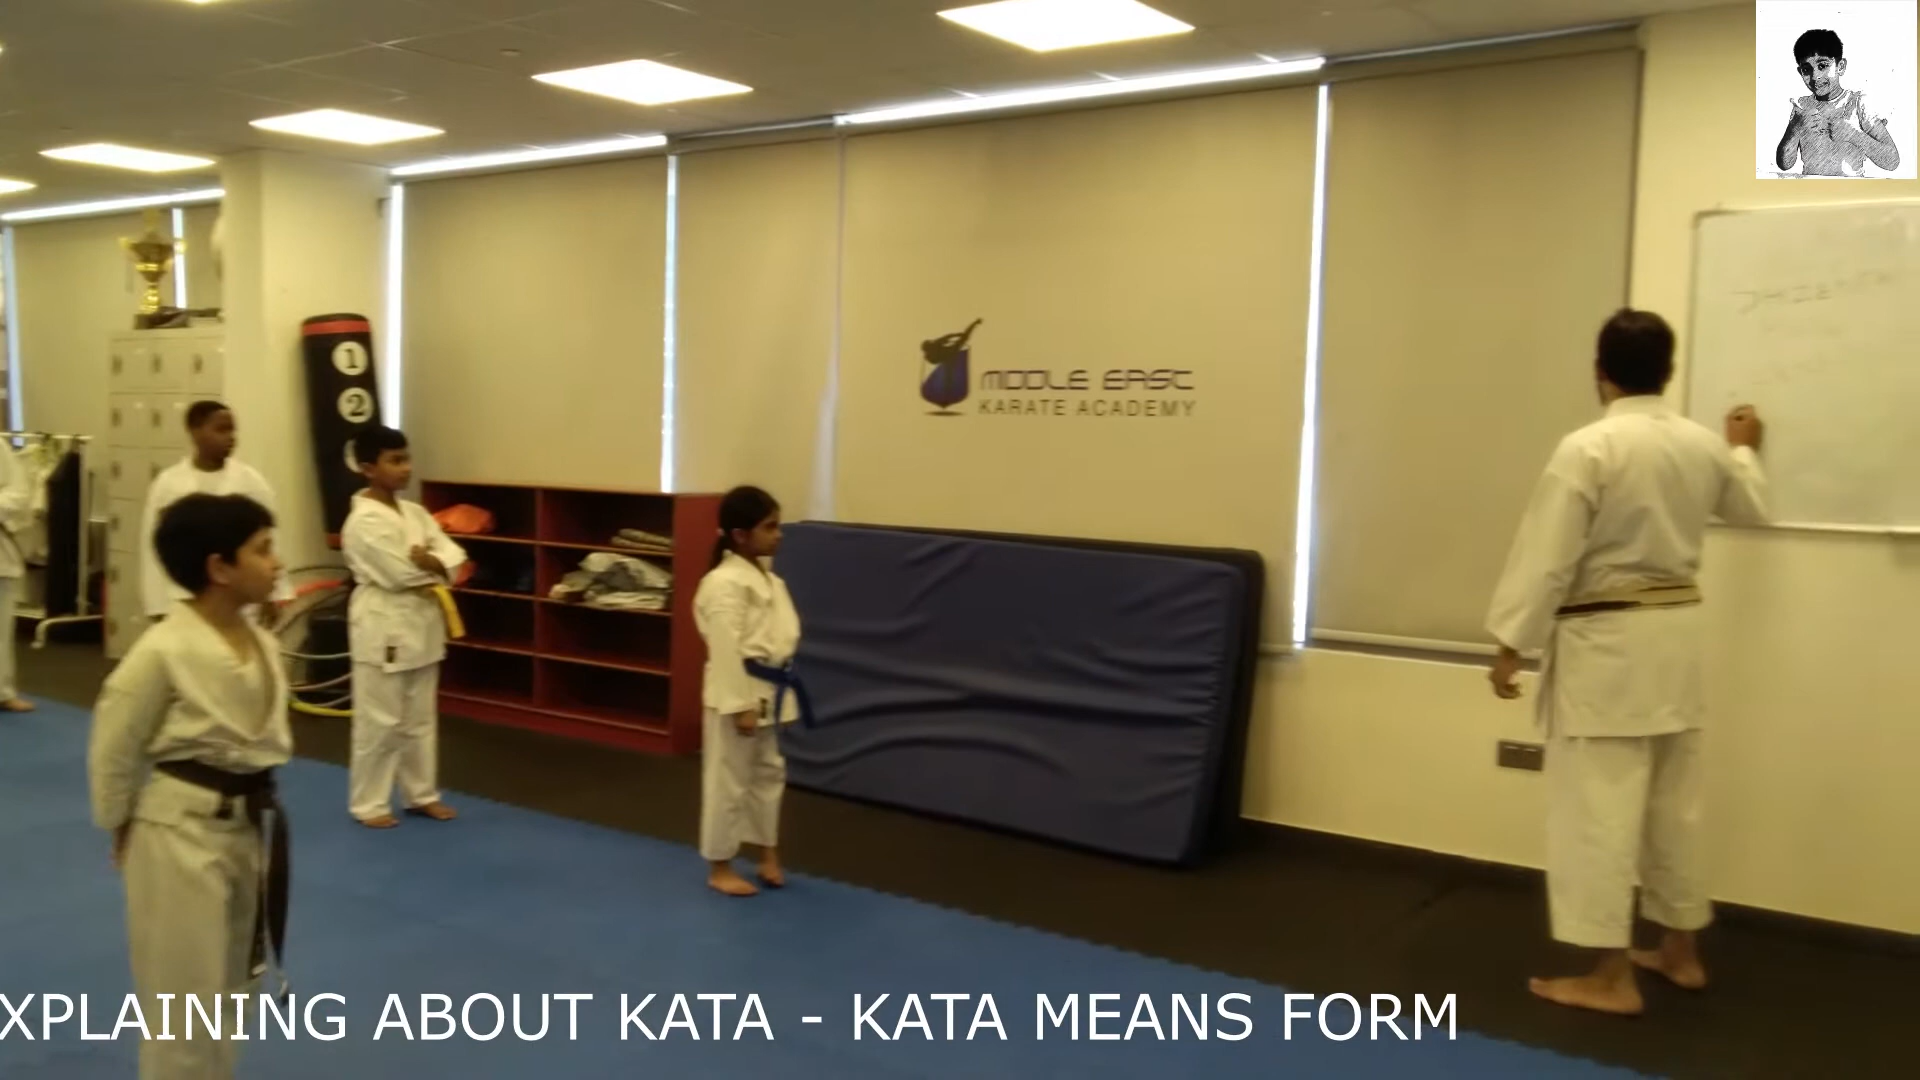 1
2
MIDDLE EAST
KARATE ACADEMY
XPLAINING ABOUT KATA - KATA MEANS FORM